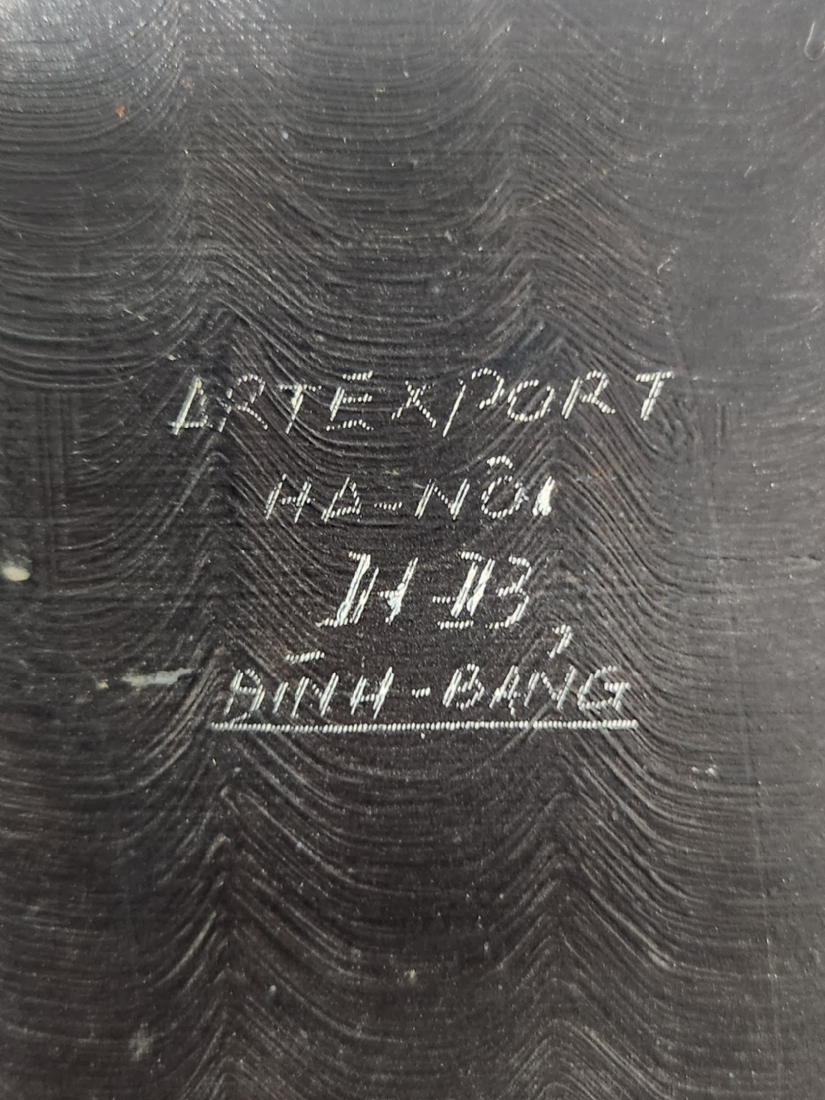 ARTEXPORT
HA-NÔI
ĐÌNH-BẢNG